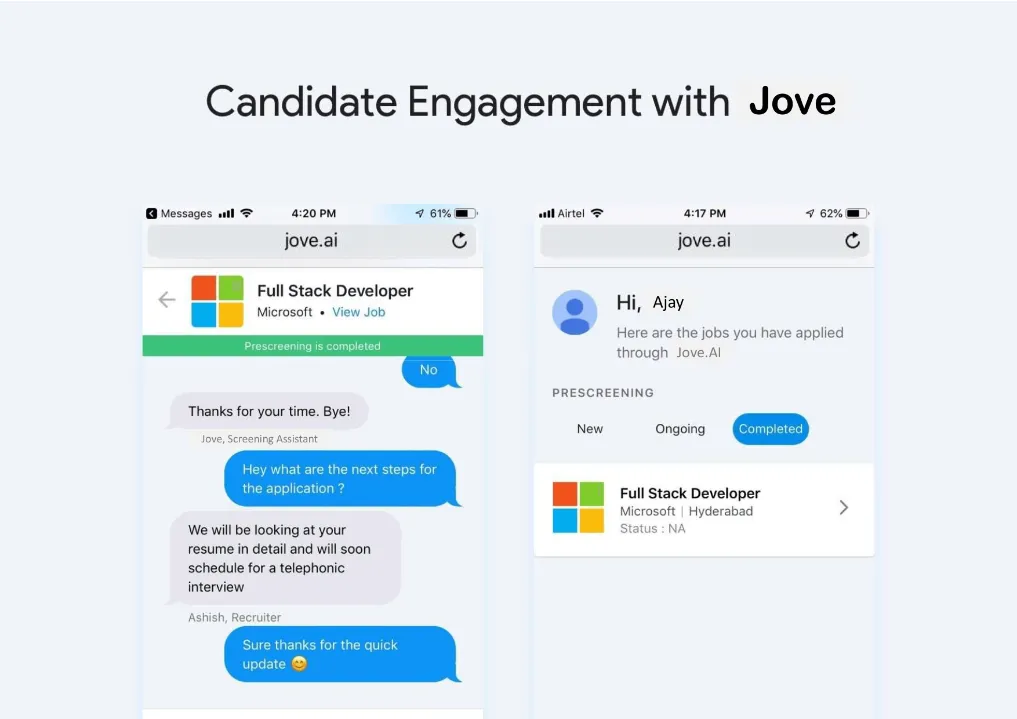 Candidate Engagement with Jove
Messages 4:20 PM 61%
jove.ai
Full Stack Developer
Microsoft • View Job
Prescreening is completed
No
Thanks for your time. Bye!
Jove, Screening Assistant
Hey what are the next steps for
the application ?
We will be looking at your
resume in detail and will soon
schedule for a telephonic
interview
Ashish, Recruiter
Sure thanks for the quick
update 😊
Airtel 4:17 PM 62%
jove.ai
Hi, Ajay
Here are the jobs you have applied
through Jove.AI
PRESCREENING
New Ongoing Completed
Full Stack Developer
Microsoft | Hyderabad
Status : NA